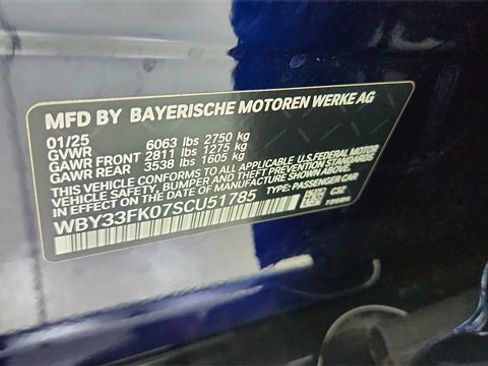 MFD BY BAYERISCHE MOTOREN WERKE AG
01/25
GVWR 6063 lbs 2750 kg
GAWR FRONT 2811 lbs 1275 kg
GAWR REAR 3538 lbs 1605 kg
THIS VEHICLE CONFORMS TO ALL APPLICABLE U.S.FEDERAL MOTOR
VEHICLE SAFETY, BUMPER AND THEFT PREVENTION STANDARDS
IN EFFECT ON THE DATE OF MANUFACTURE SHOWN ABOVE.
WBY33FK07SCU51785 TYPE: PASSENGER CAR
C3Z